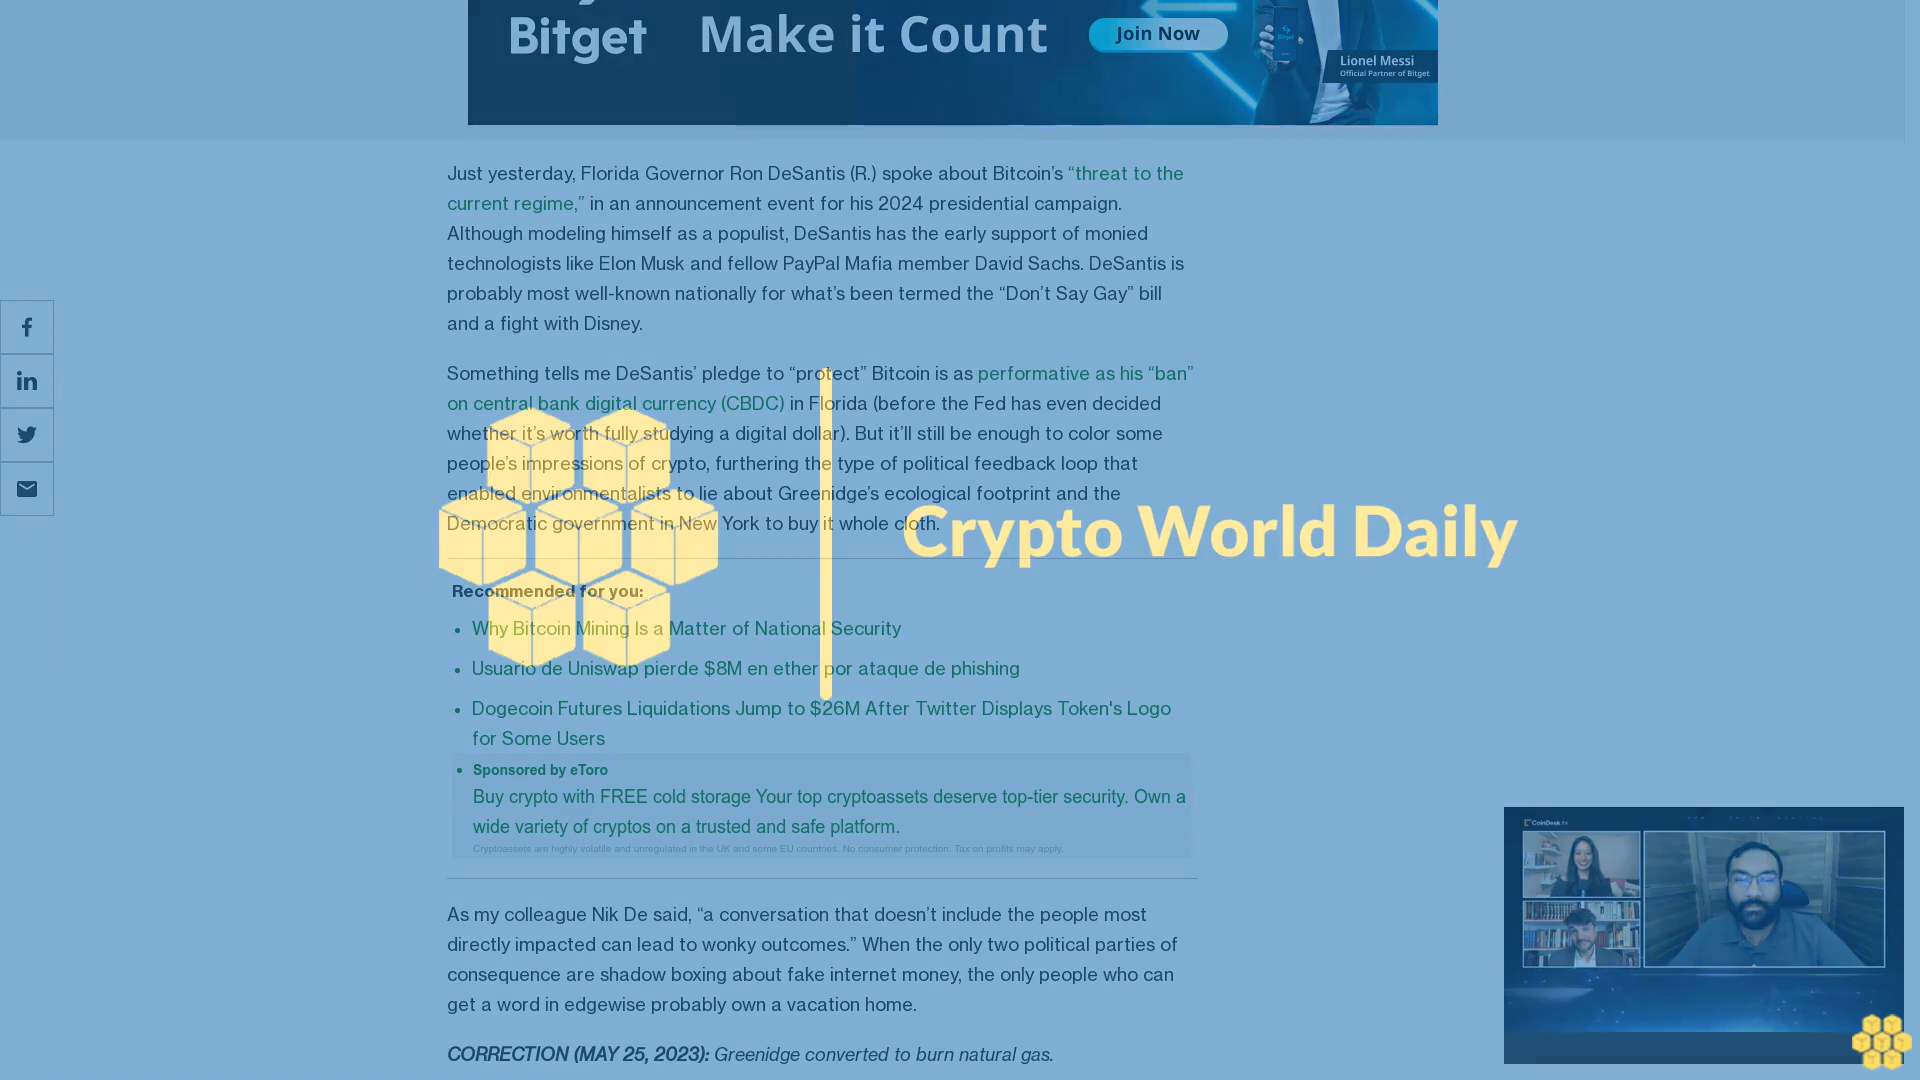 Bitget
Make it Count
Join Now
Lionel Messi
Official Partner of Bitget
Just yesterday, Florida Governor Ron DeSantis (R.) spoke about Bitcoin’s “threat to the
current regime,” in an announcement event for his 2024 presidential campaign.
Although modeling himself as a populist, DeSantis has the early support of monied
technologists like Elon Musk and fellow PayPal Mafia member David Sachs. DeSantis is
probably most well-known nationally for what’s been termed the “Don’t Say Gay” bill
and a fight with Disney.
Something tells me DeSantis’ pledge to “protect” Bitcoin is as performative as his “ban”
on central bank digital currency (CBDC) in Florida (before the Fed has even decided
whether it’s worth fully studying a digital dollar). But it’ll still be enough to color some
people’s impressions of crypto, furthering the type of political feedback loop that
enabled environmentalists to lie about Greenidge’s ecological footprint and the
Democratic government in New York to buy it whole cloth.
Crypto World Daily
Recommended for you:
• Why Bitcoin Mining Is a Matter of National Security
• Usuario de Uniswap pierde $8M en ether por ataque de phishing
• Dogecoin Futures Liquidations Jump to $26M After Twitter Displays Token's Logo
for Some Users
• Sponsored by eToro
Buy crypto with FREE cold storage Your top cryptoassets deserve top-tier security. Own a
wide variety of cryptos on a trusted and safe platform.
Cryptoassets are highly volatile and unregulated in the UK and some EU countries. No consumer protection. Tax on profits may apply.
CoinDesk.tv
As my colleague Nik De said, “a conversation that doesn’t include the people most
directly impacted can lead to wonky outcomes.” When the only two political parties of
consequence are shadow boxing about fake internet money, the only people who can
get a word in edgewise probably own a vacation home.
CORRECTION (MAY 25, 2023): Greenidge converted to burn natural gas.